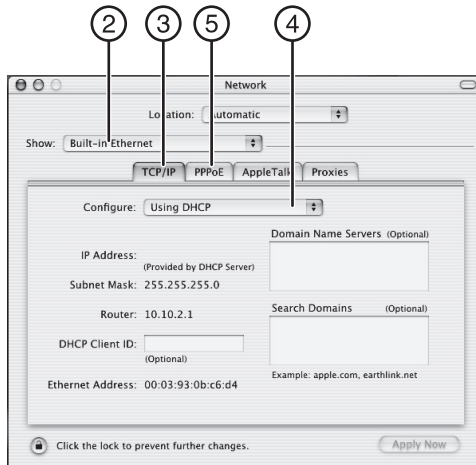 2 3 5 4
Network
Location: Automatic
Show: Built-in Ethernet
TCP/IP PPPoE AppleTalk Proxies
Configure: Using DHCP
Domain Name Servers (Optional)
IP Address:
(Provided by DHCP Server)
Subnet Mask: 255.255.255.0
Router: 10.10.2.1
Search Domains (Optional)
DHCP Client ID:
(Optional)
Example: apple.com, earthlink.net
Ethernet Address: 00:03:93:0b:c6:d4
Click the lock to prevent further changes.
Apply Now